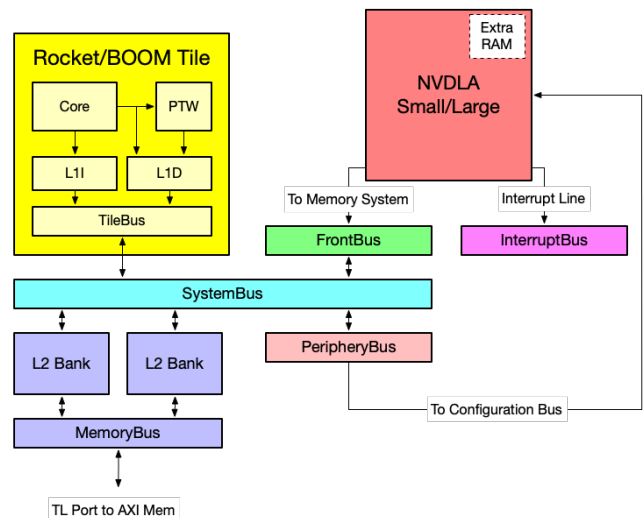 Rocket/BOOM Tile
Core
PTW
L1I
L1D
TileBus
Extra
RAM
NVDLA
Small/Large
To Memory System
Interrupt Line
FrontBus
InterruptBus
SystemBus
L2 Bank
L2 Bank
PeripheryBus
To Configuration Bus
MemoryBus
TL Port to AXI Mem